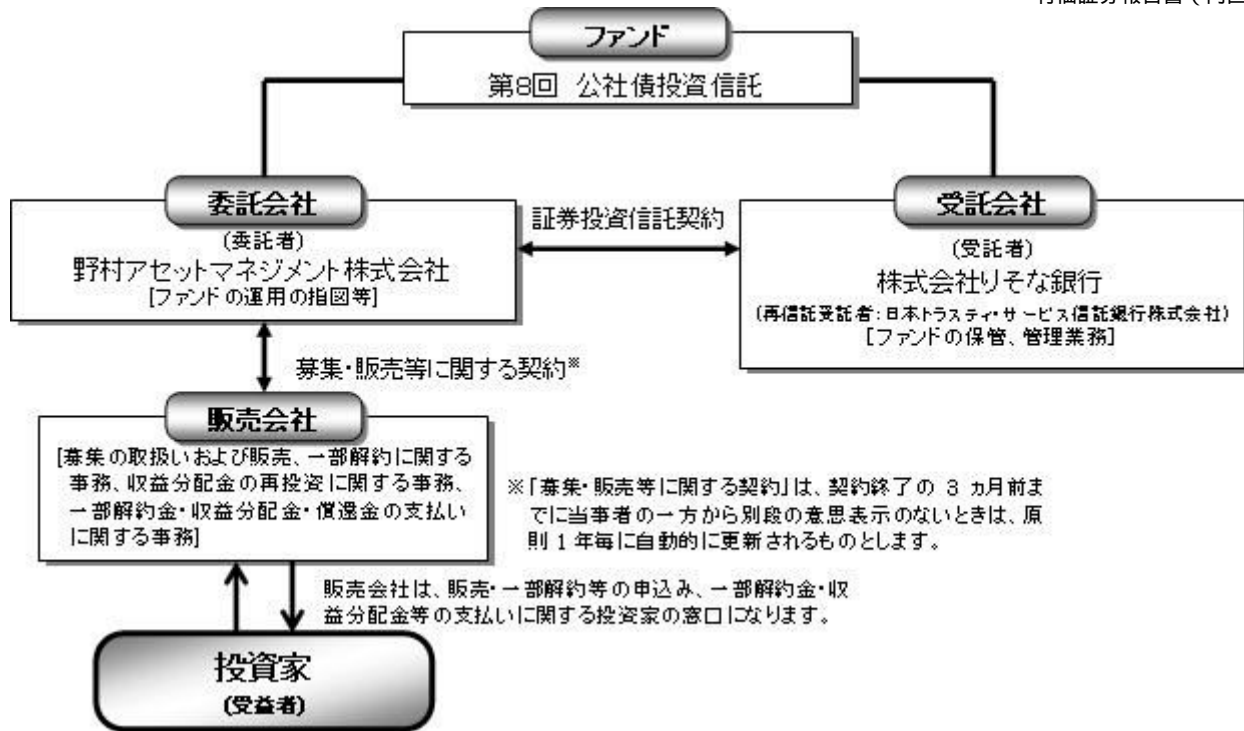 ファンド
第8回 公社債投資信託
委託会社
(委託者)
野村アセットマネジメント株式会社
[ファンドの運用の指図等]
証券投資信託契約
受託会社
(受託者)
株式会社りそな銀行
(再信託受託者:日本トラスティ・サービス信託銀行株式会社)
[ファンドの保管、管理業務]
募集・販売等に関する契約※
販売会社
[募集の取扱いおよび販売、一部解約に関する
事務、収益分配金の再投資に関する事務、
一部解約金・収益分配金・償還金の支払い
に関する事務]
※「募集・販売等に関する契約」は、契約終了の 3 ヵ月前ま
でに当事者の一方から別段の意思表示のないときは、原
則 1 年毎に自動的に更新されるものとします。
販売会社は、販売・一部解約等の申込み、一部解約金・収
益分配金等の支払いに関する投資家の窓口になります。
投資家
(受益者)